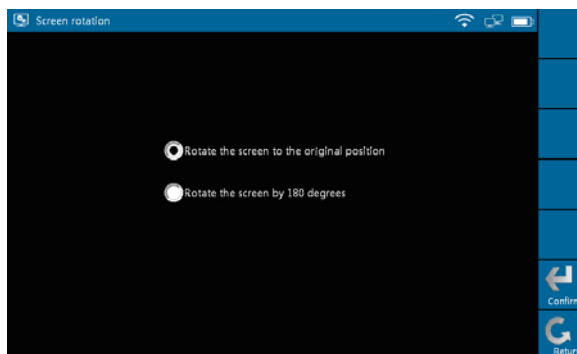 Screen rotation
Rotate the screen to the original position
Rotate the screen by 180 degrees
Confirm
Return